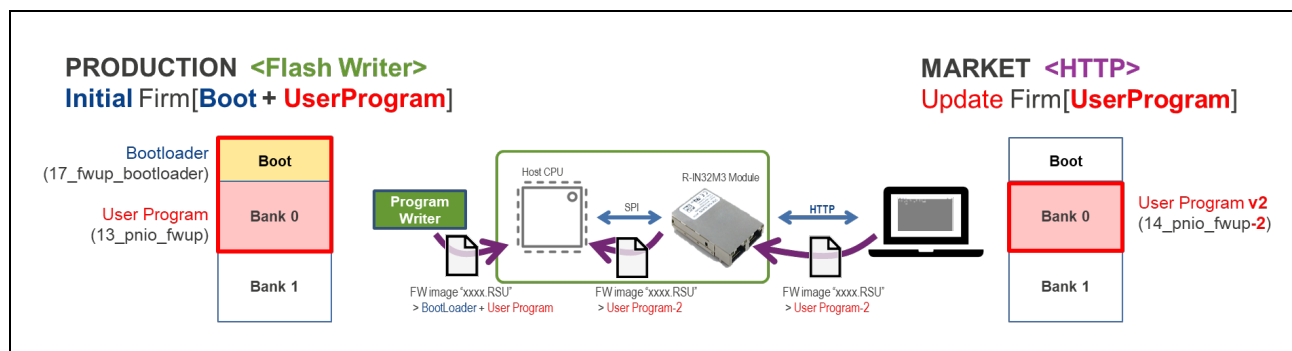 PRODUCTION <Flash Writer>
Initial Firm[Boot + UserProgram]
Bootloader
(17_fwup_bootloader)
User Program
(13_pnio_fwup)
Boot
Bank 0
Bank 1
Program
Writer
Host CPU
SPI
R-IN32M3 Module
HTTP
FW image “xxxx.RSU”
> BootLoader + User Program
FW image “xxxx.RSU”
> User Program-2
FW image “xxxx.RSU”
> User Program-2
MARKET <HTTP>
Update Firm[UserProgram]
Boot
Bank 0
Bank 1
User Program v2
(14_pnio_fwup-2)